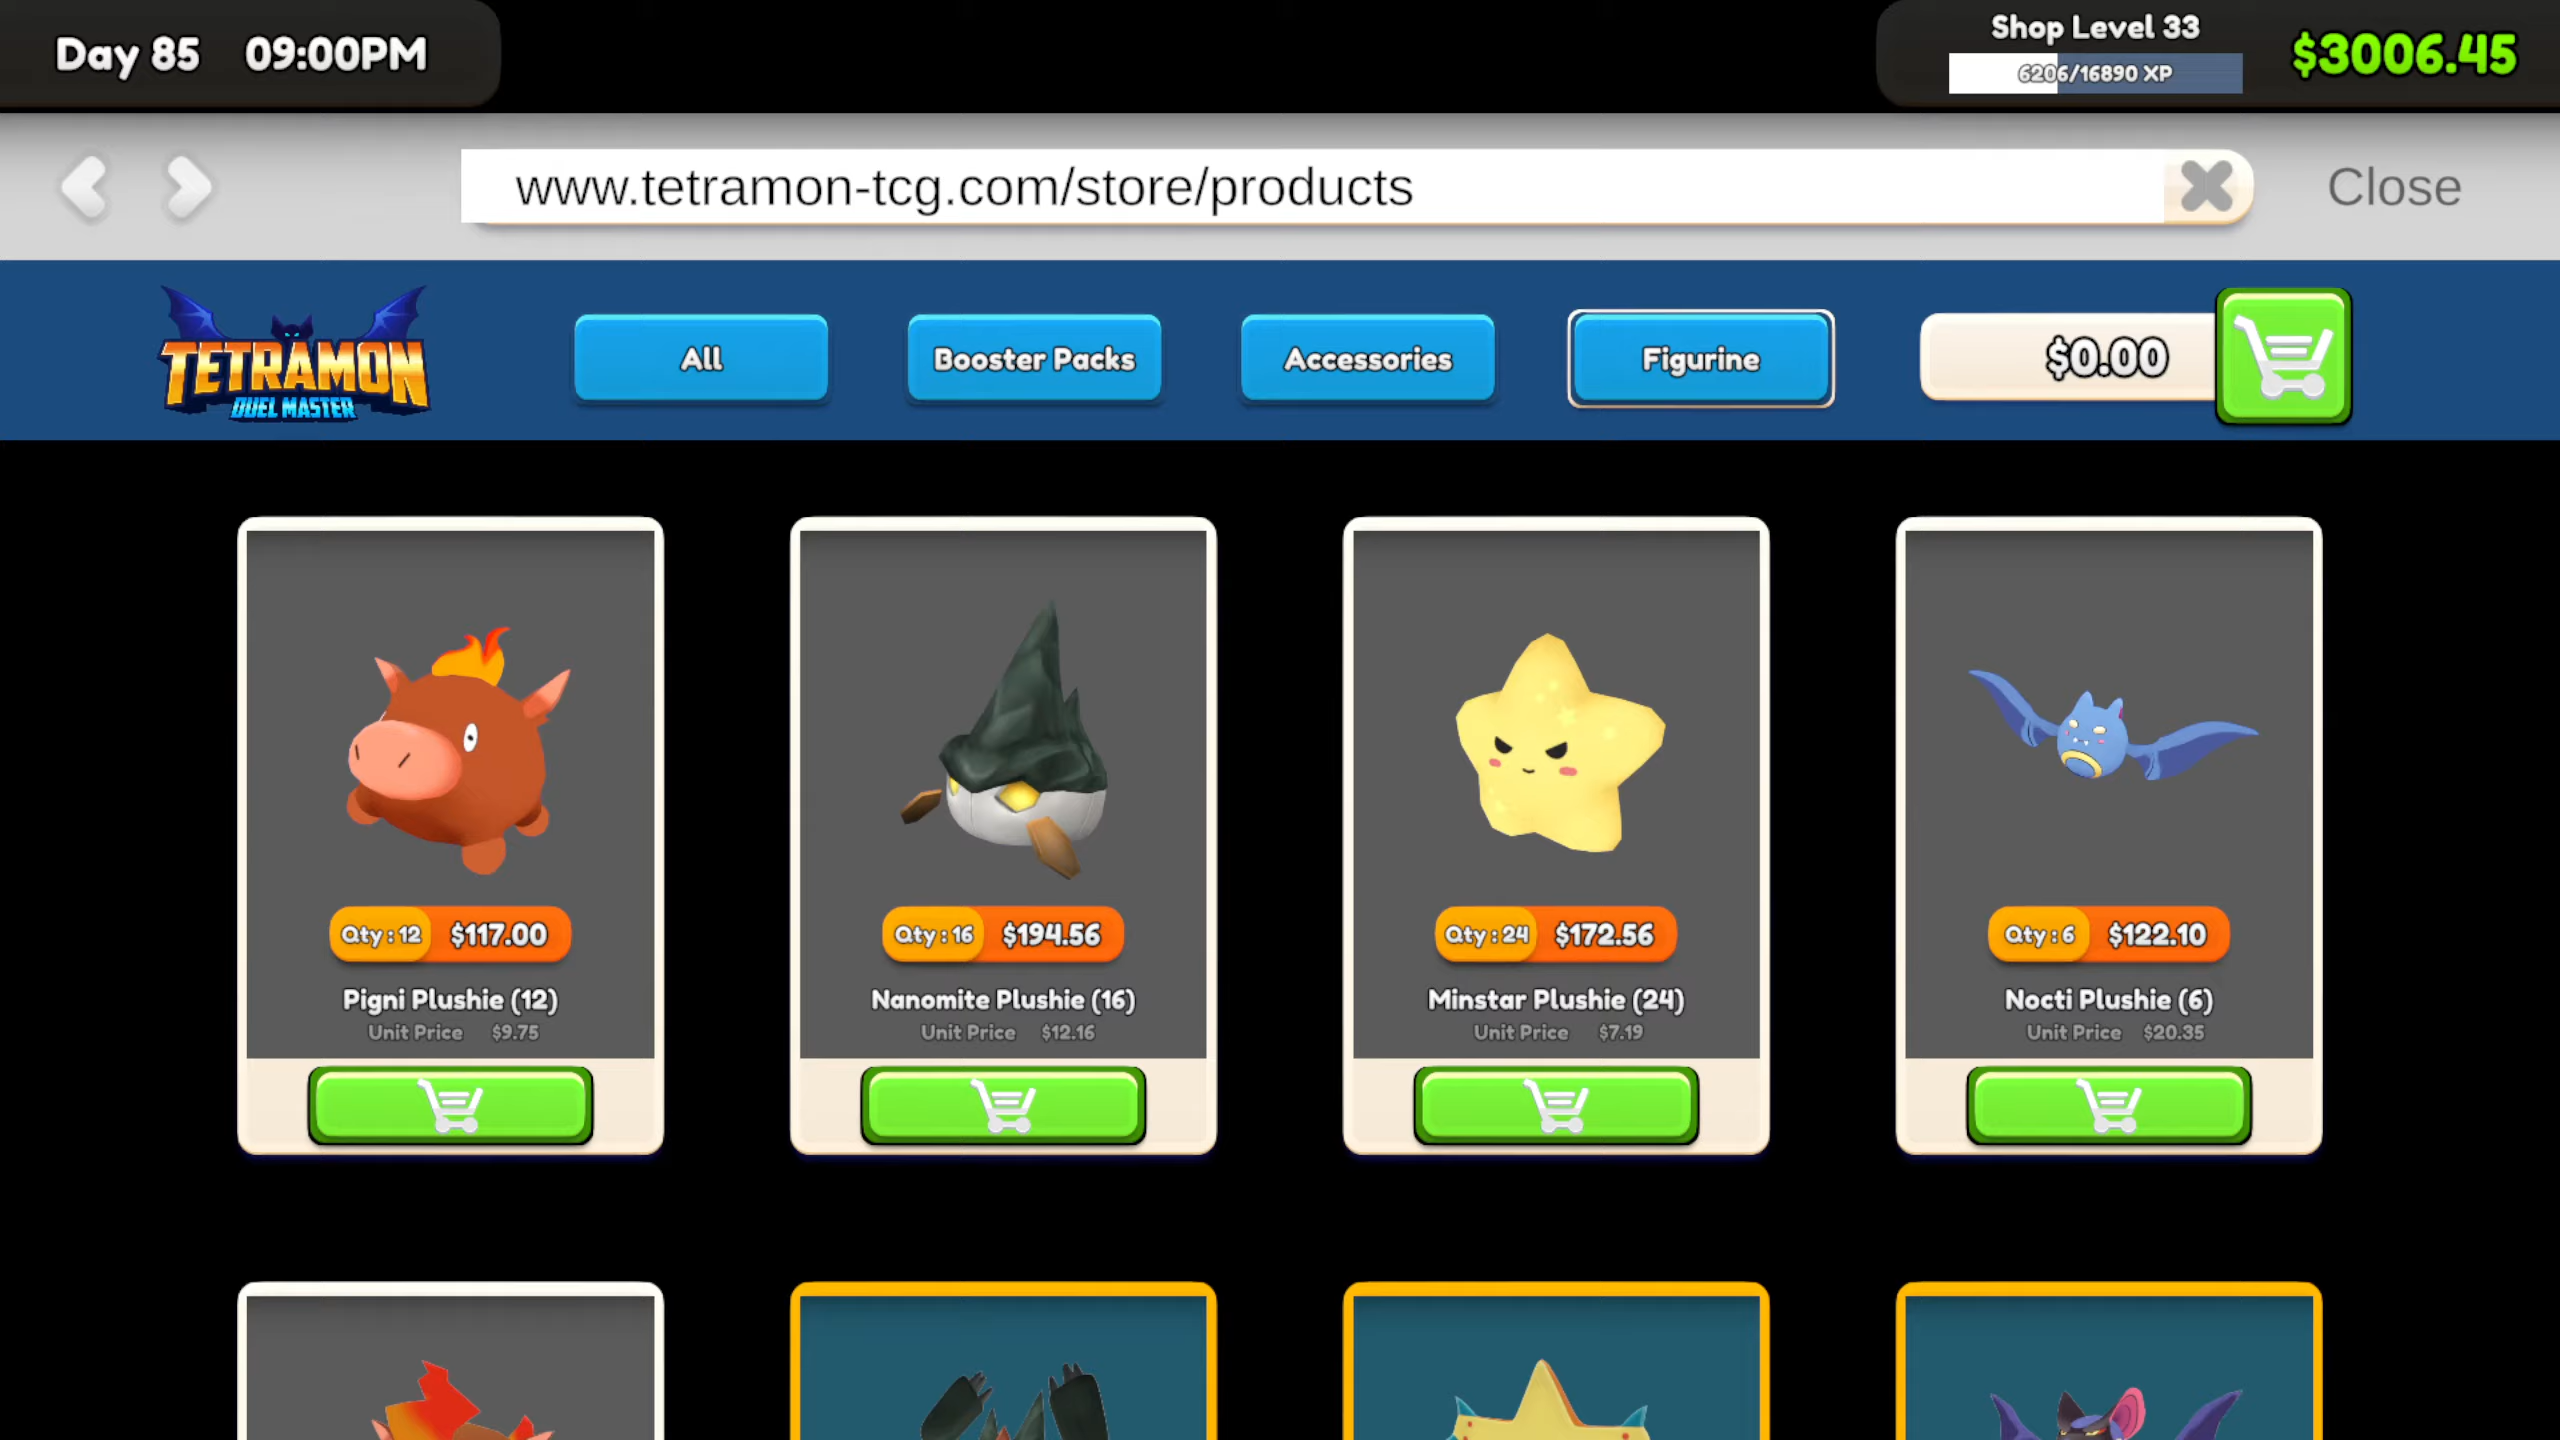 Day 85 09:00PM
Shop Level 33
6206/16890 XP
$3006.45
www.tetramon-tcg.com/store/products
Close
TETRAMON
DUEL MASTER
All
Booster Packs
Accessories
Figurine
$0.00
Qty:12 $117.00
Pigni Plushie (12)
Unit Price $9.75
Qty:16 $194.56
Nanomite Plushie (16)
Unit Price $12.16
Qty:24 $172.56
Minstar Plushie (24)
Unit Price $7.19
Qty:6 $122.10
Nocti Plushie (6)
Unit Price $20.35